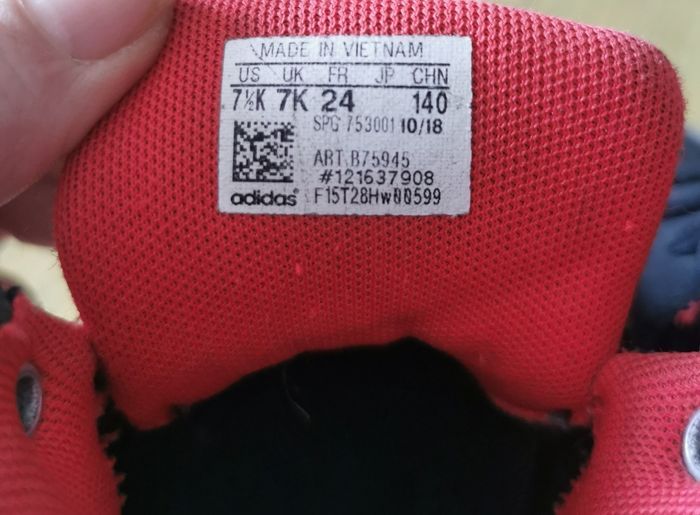 MADE IN VIETNAM
US UK FR JP CHN
7½K 7K 24 140
SPG 753001 10/18
ART.B75945
#121637908
adidas® F15T28Hw00599